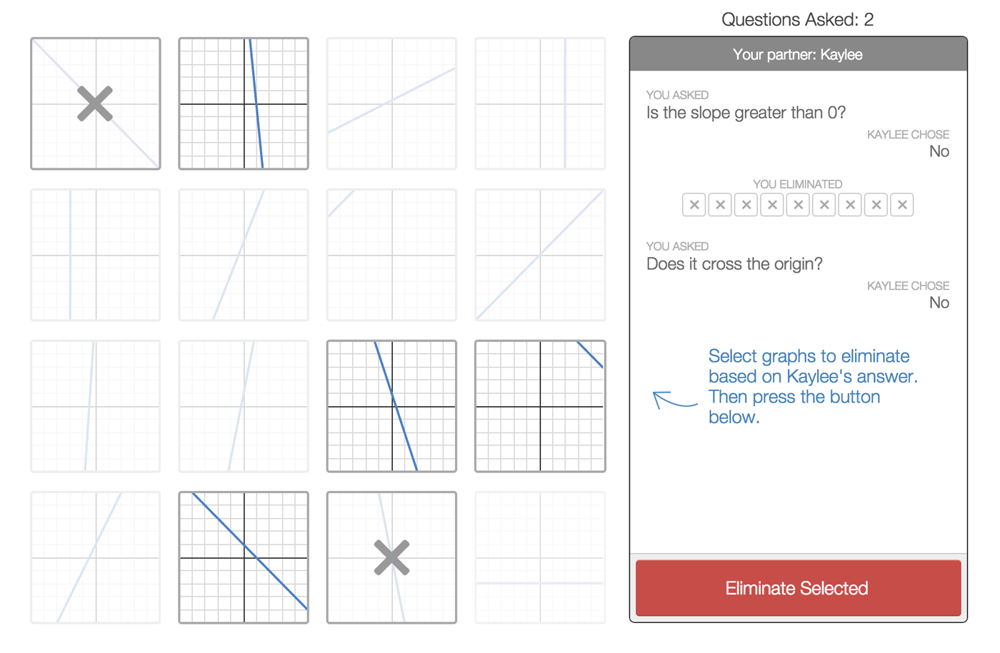 Questions Asked: 2
Your partner: Kaylee
YOU ASKED
Is the slope greater than 0?
KAYLEE CHOSE
No
YOU ELIMINATED
YOU ASKED
Does it cross the origin?
KAYLEE CHOSE
No
Select graphs to eliminate
based on Kaylee's answer.
Then press the button
below.
Eliminate Selected